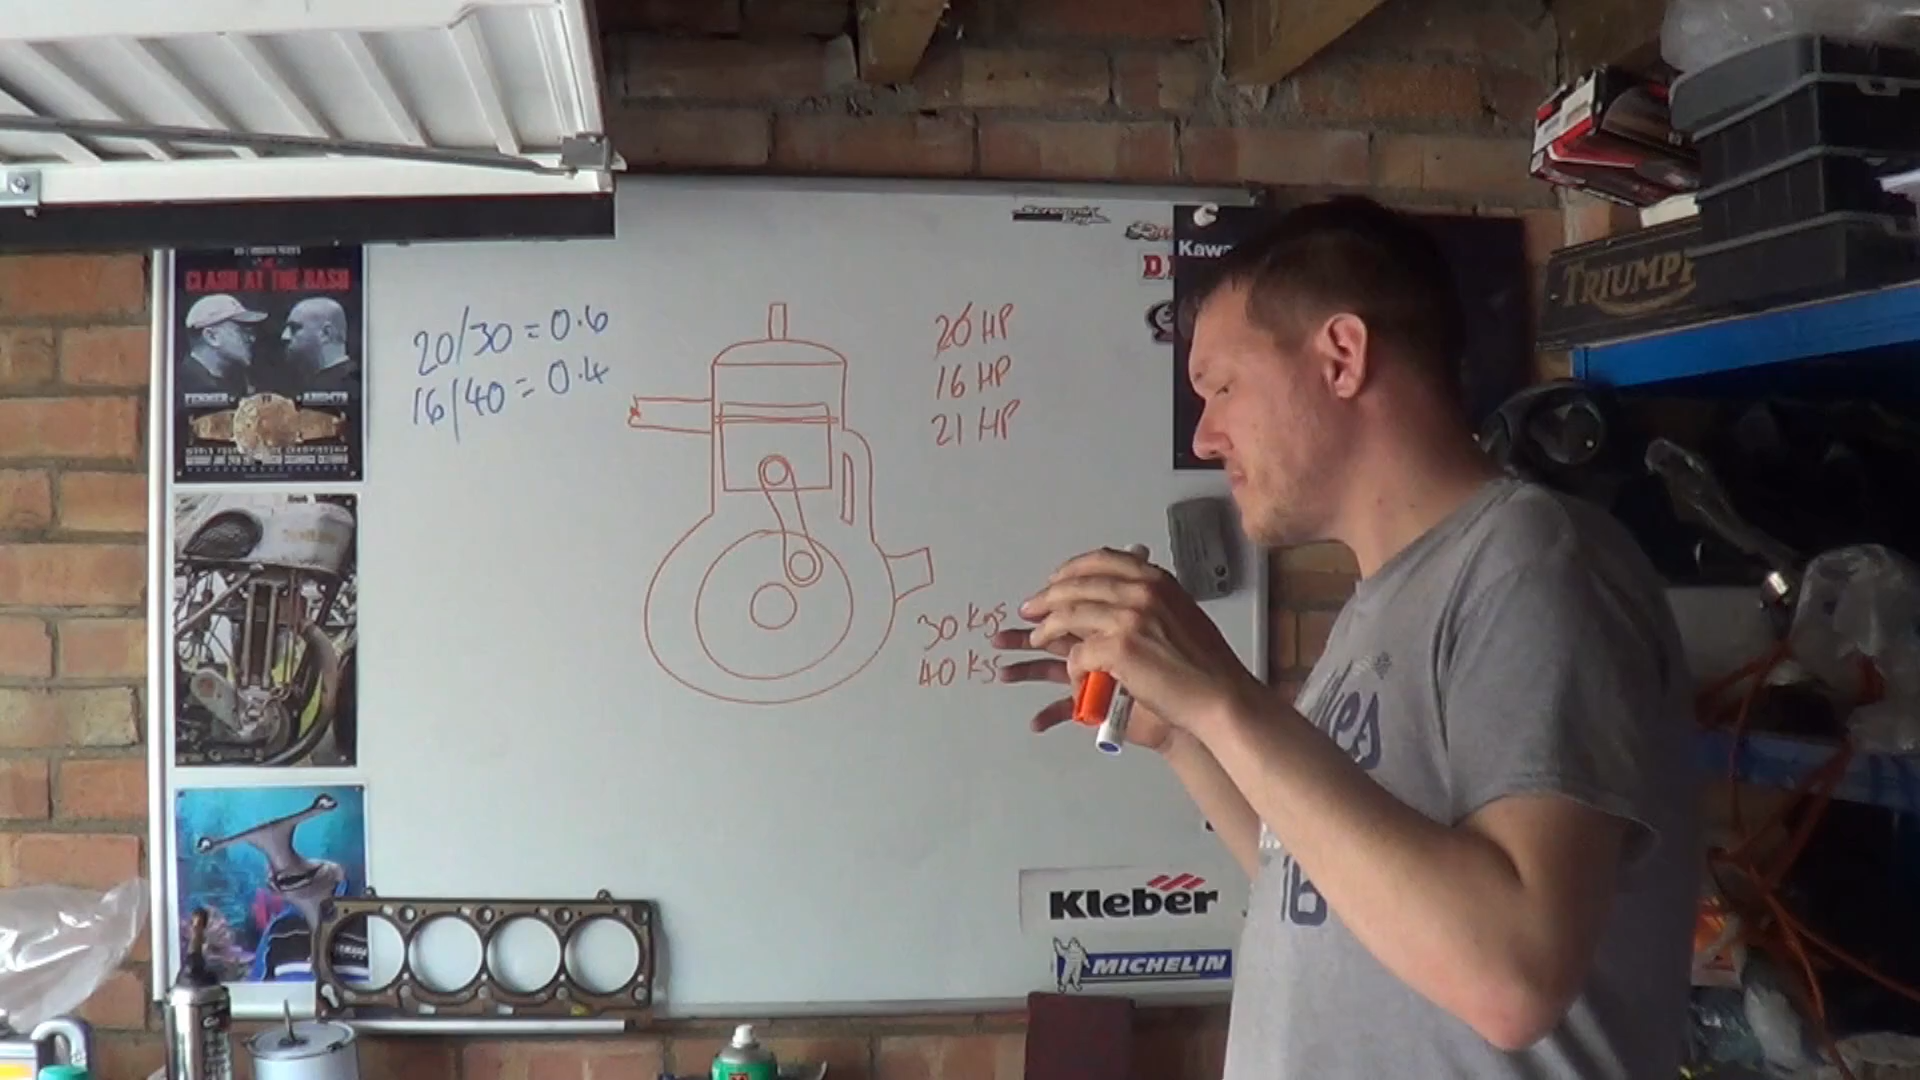 CLASH AT THE BASH
20/30 = 0.6
16/40 = 0.4
20 HP
16 HP
21 HP
30 Kgs
40 Kgs
Kawa
TRIUMPH
Kleber
MICHELIN
16